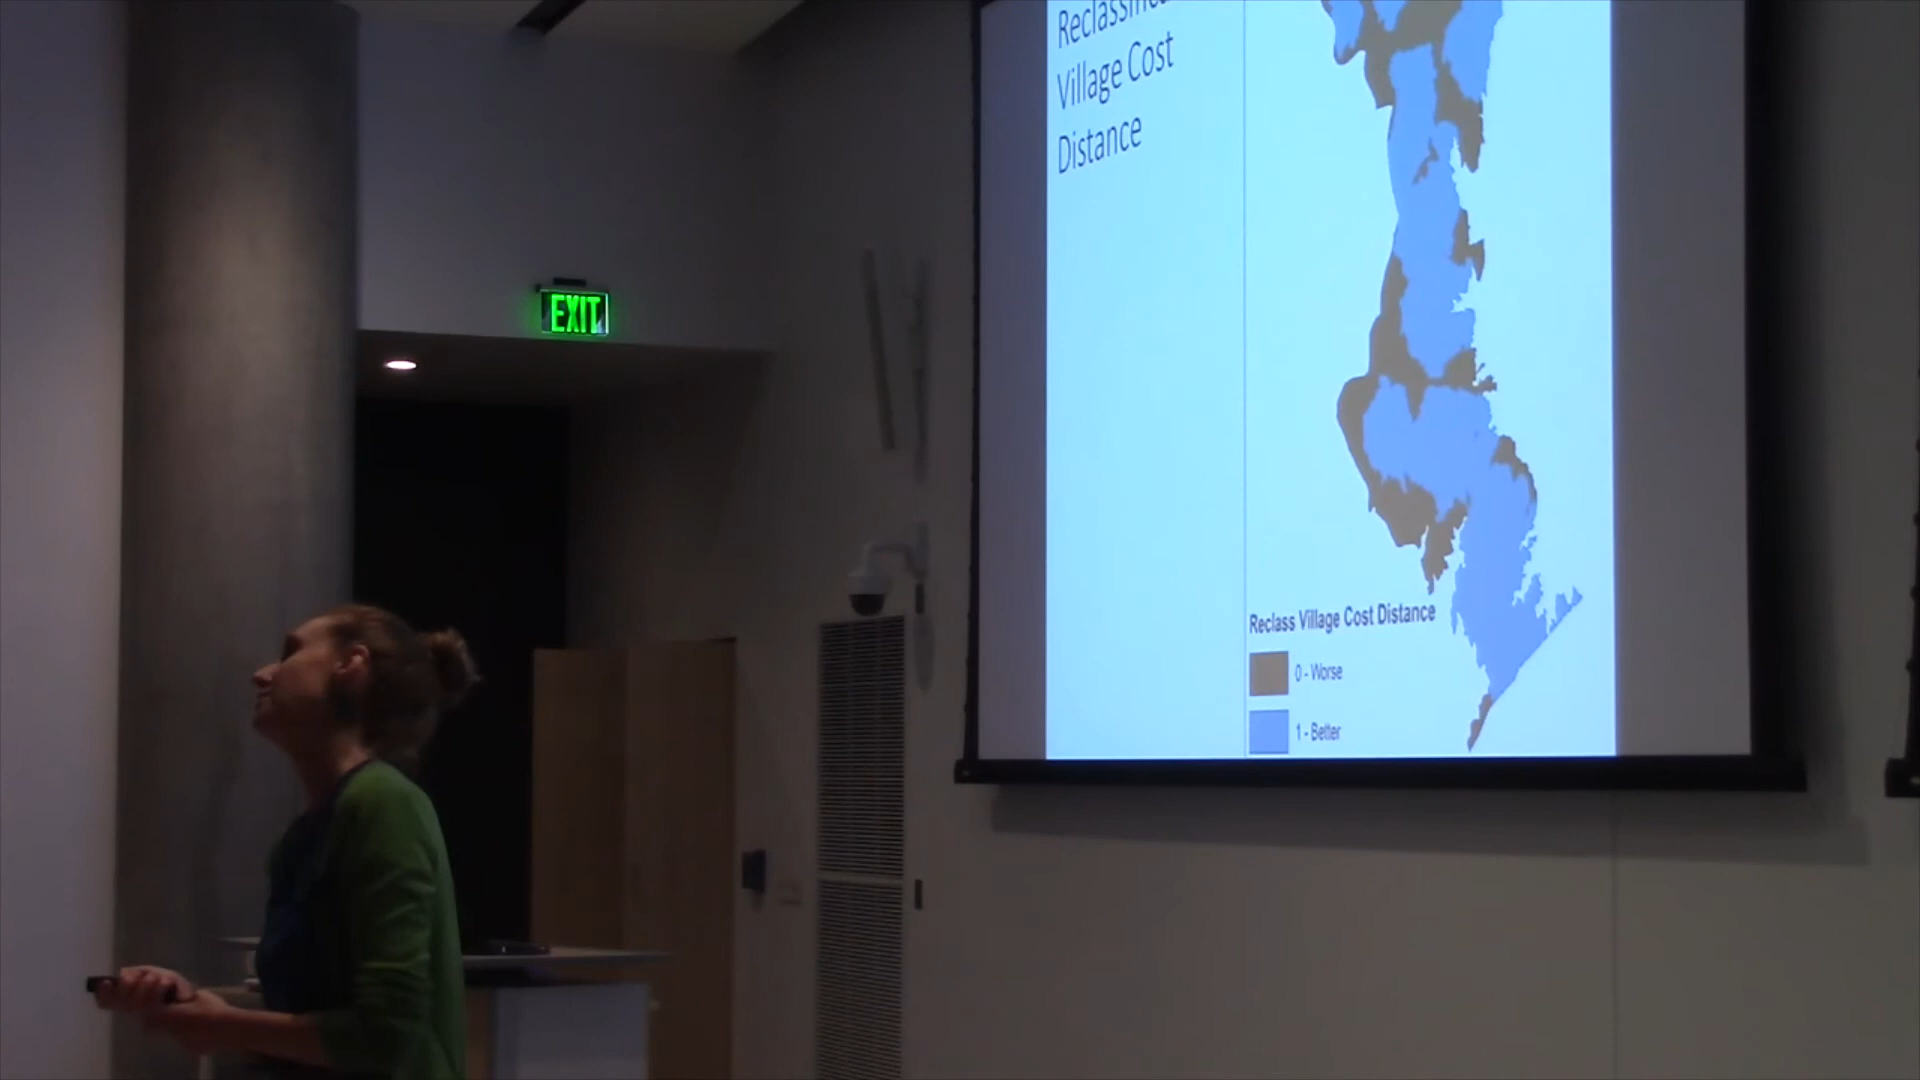 Village Cost
Distance
EXIT
Reclass Village Cost Distance
0 - Worse
1 - Better